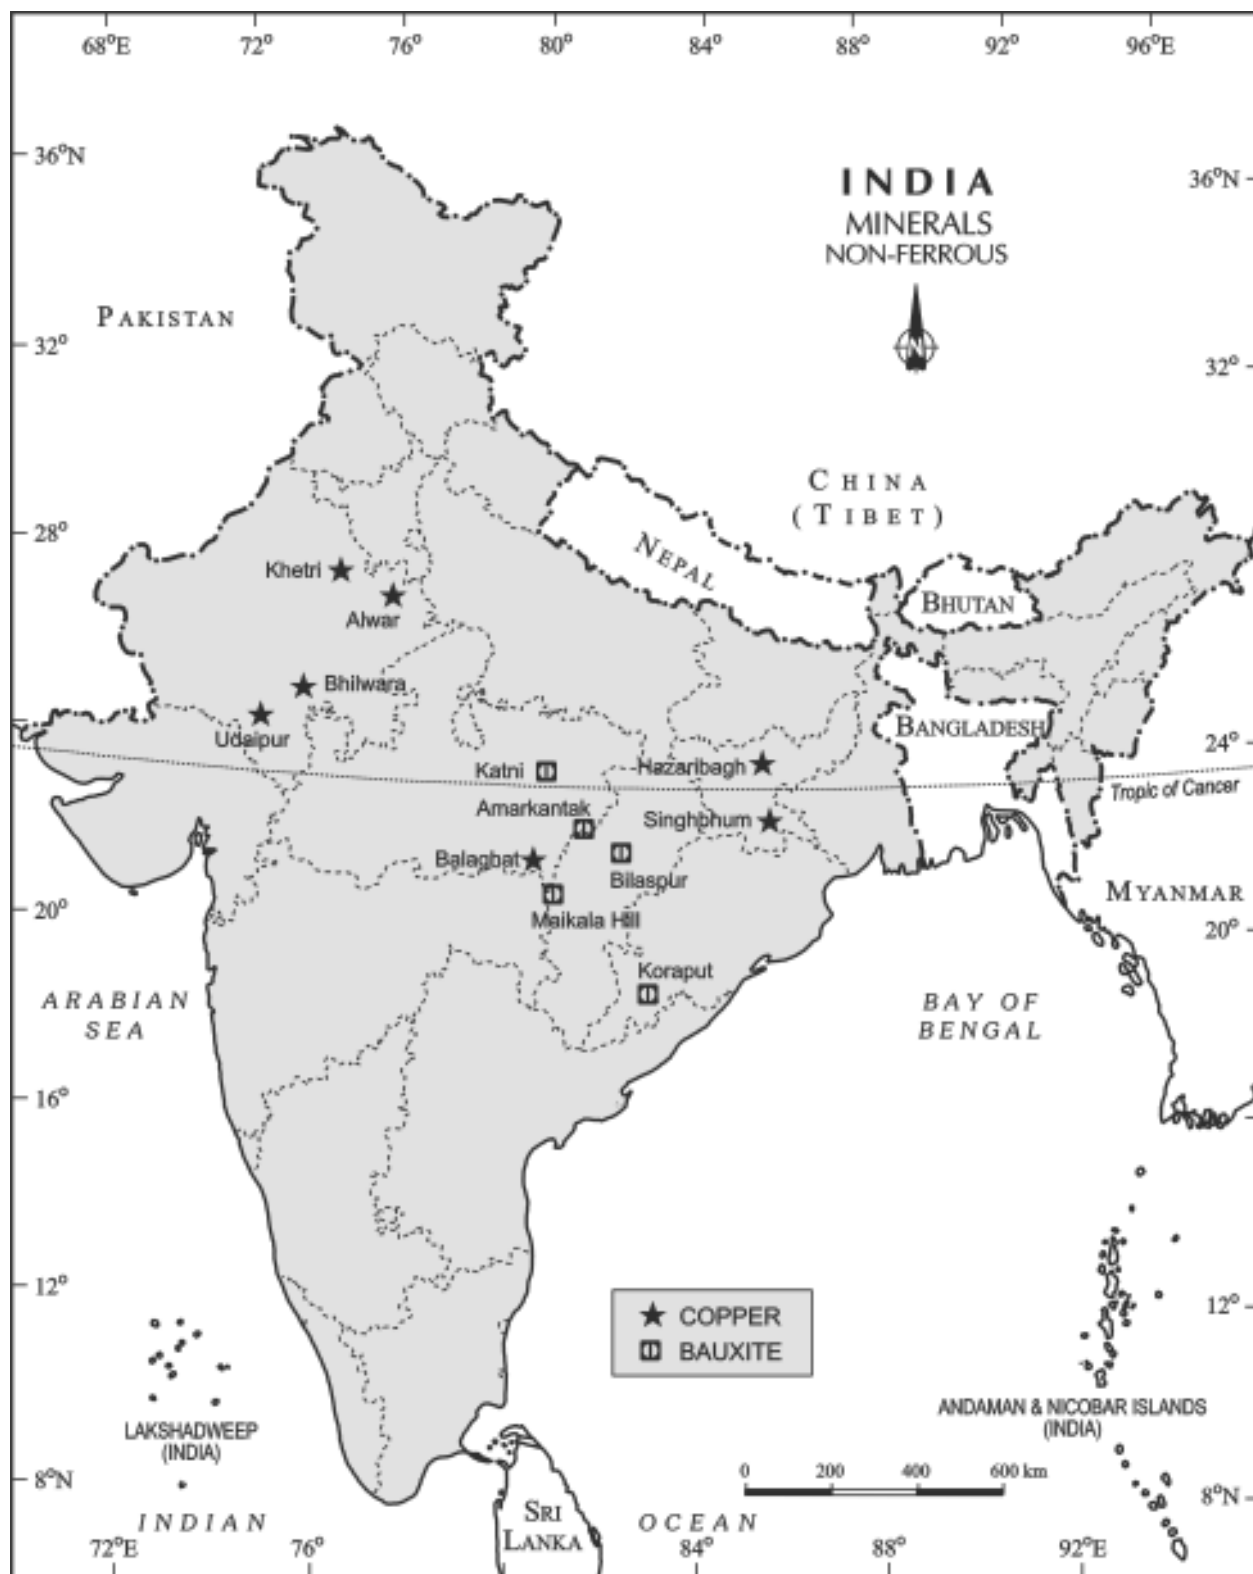 68°E 72° 76° 80° 84° 88° 92° 96°E
36°N
INDIA
MINERALS
NON-FERROUS
36°N
PAKISTAN
32°
32°
CHINA
(TIBET)
28°
28°
NEPAL
BHUTAN
Khetri
Alwar
Bhilwara
Udaipur
BANGLADESH
24°
Katni
Hazaribagh
Tropic of Cancer
Amarkantak
Singhbhum
Balagbat
Bilaspur
Maikala Hill
MYANMAR
20°
20°
Koraput
ARABIAN
SEA
BAY OF
BENGAL
16°
12°
12°
COPPER
BAUXITE
LAKSHADWEEP
(INDIA)
ANDAMAN & NICOBAR ISLANDS
(INDIA)
0 200 400 600 km
8°N
8°N
SRI
LANKA
INDIAN OCEAN
72°E 76° 84° 88° 92°E